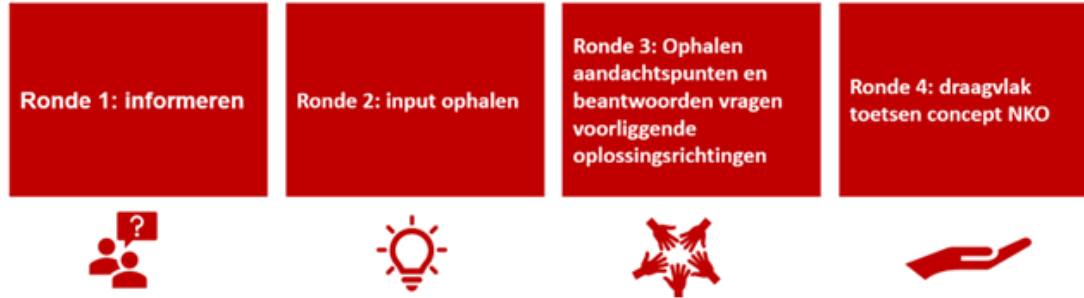 Ronde 1: informeren
Ronde 2: input ophalen
Ronde 3: Ophalen
aandachtspunten en
beantwoorden vragen
voorliggende
oplossingsrichtingen
Ronde 4: draagvlak
toetsen concept NKO
?